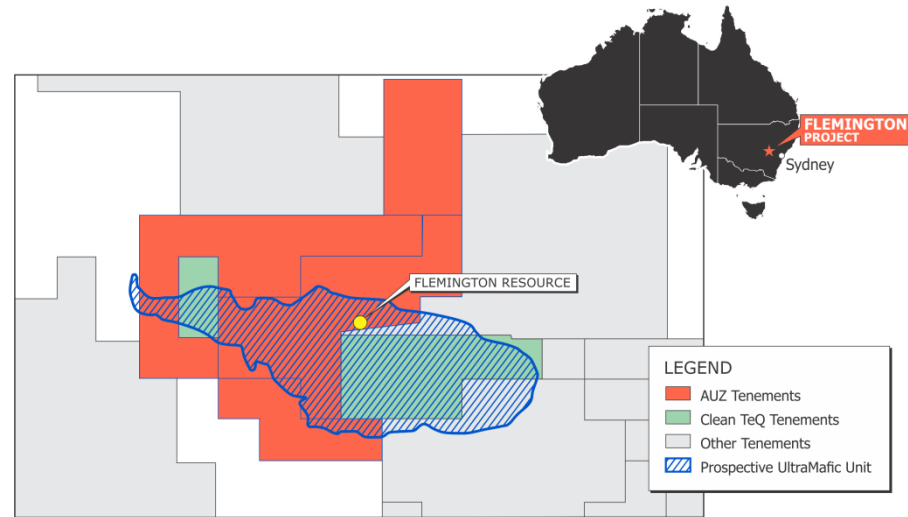 FLEMINGTON
PROJECT
Sydney
FLEMINGTON RESOURCE
LEGEND
AUZ Tenements
Clean TeQ Tenements
Other Tenements
Prospective UltraMafic Unit